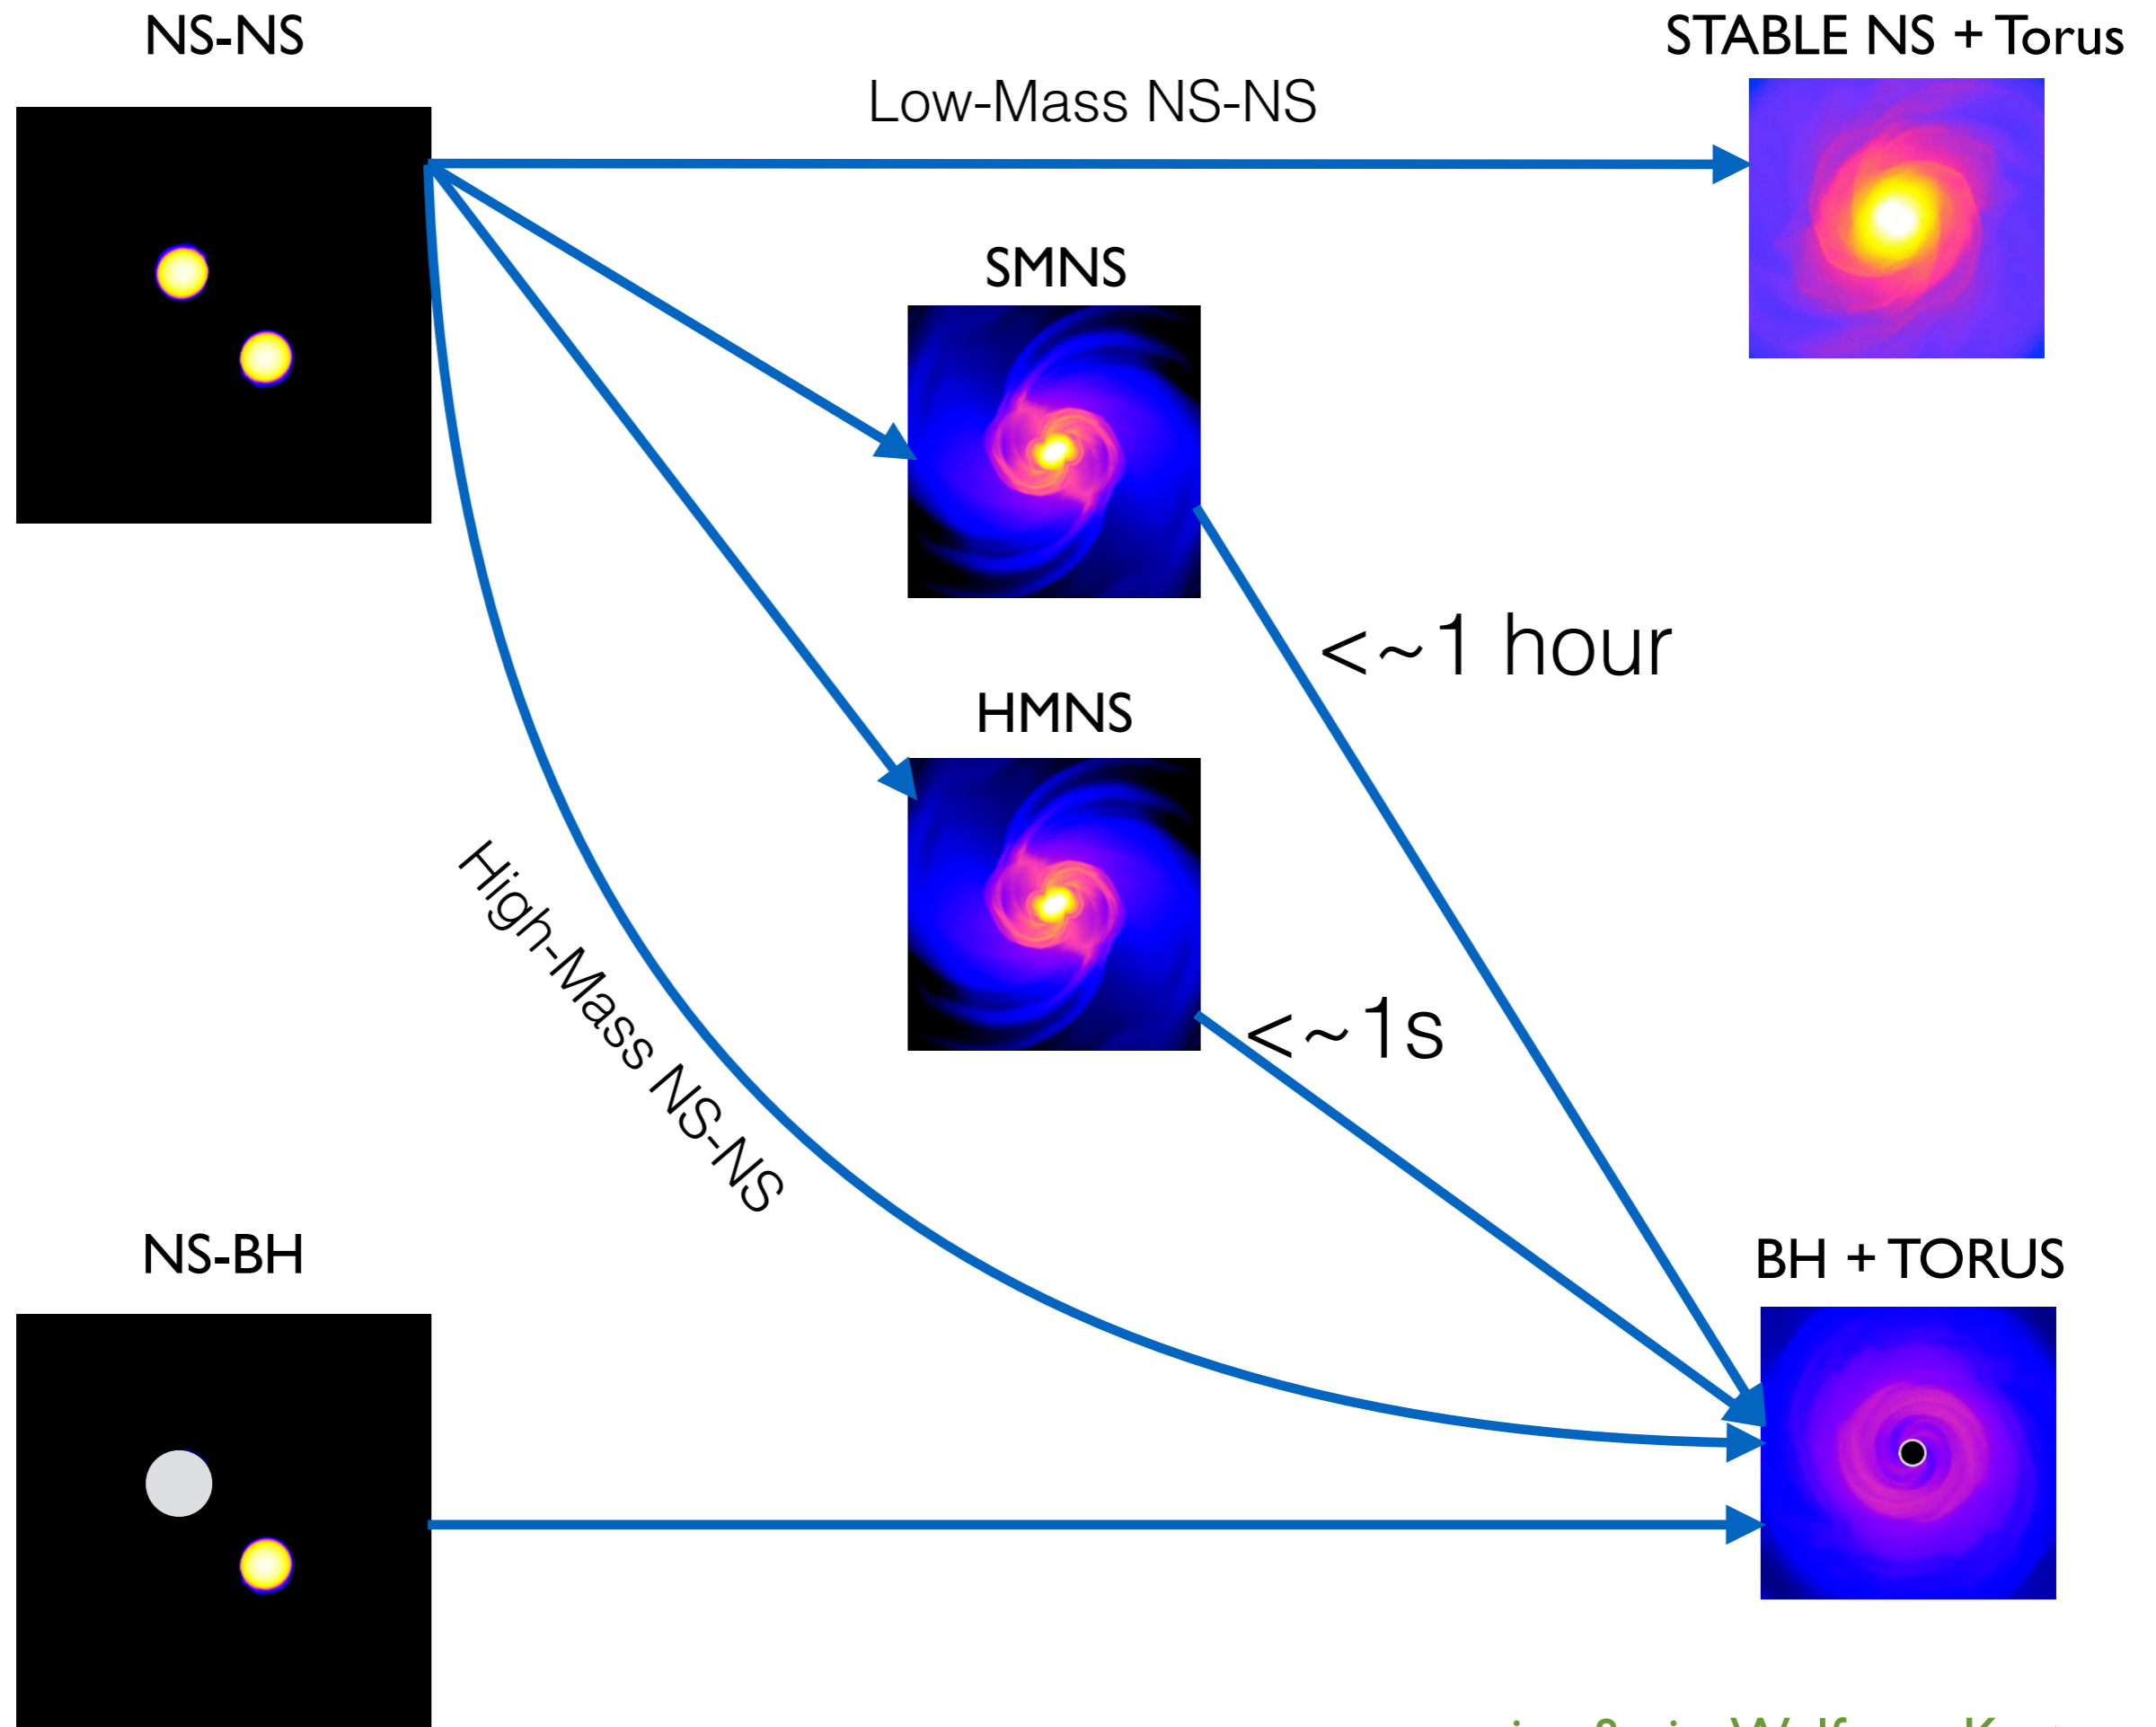 NS-NS
STABLE NS + Torus
Low-Mass NS-NS
SMNS
<~1 hour
HMNS
<~1s
High-Mass NS-NS
NS-BH
BH + TORUS